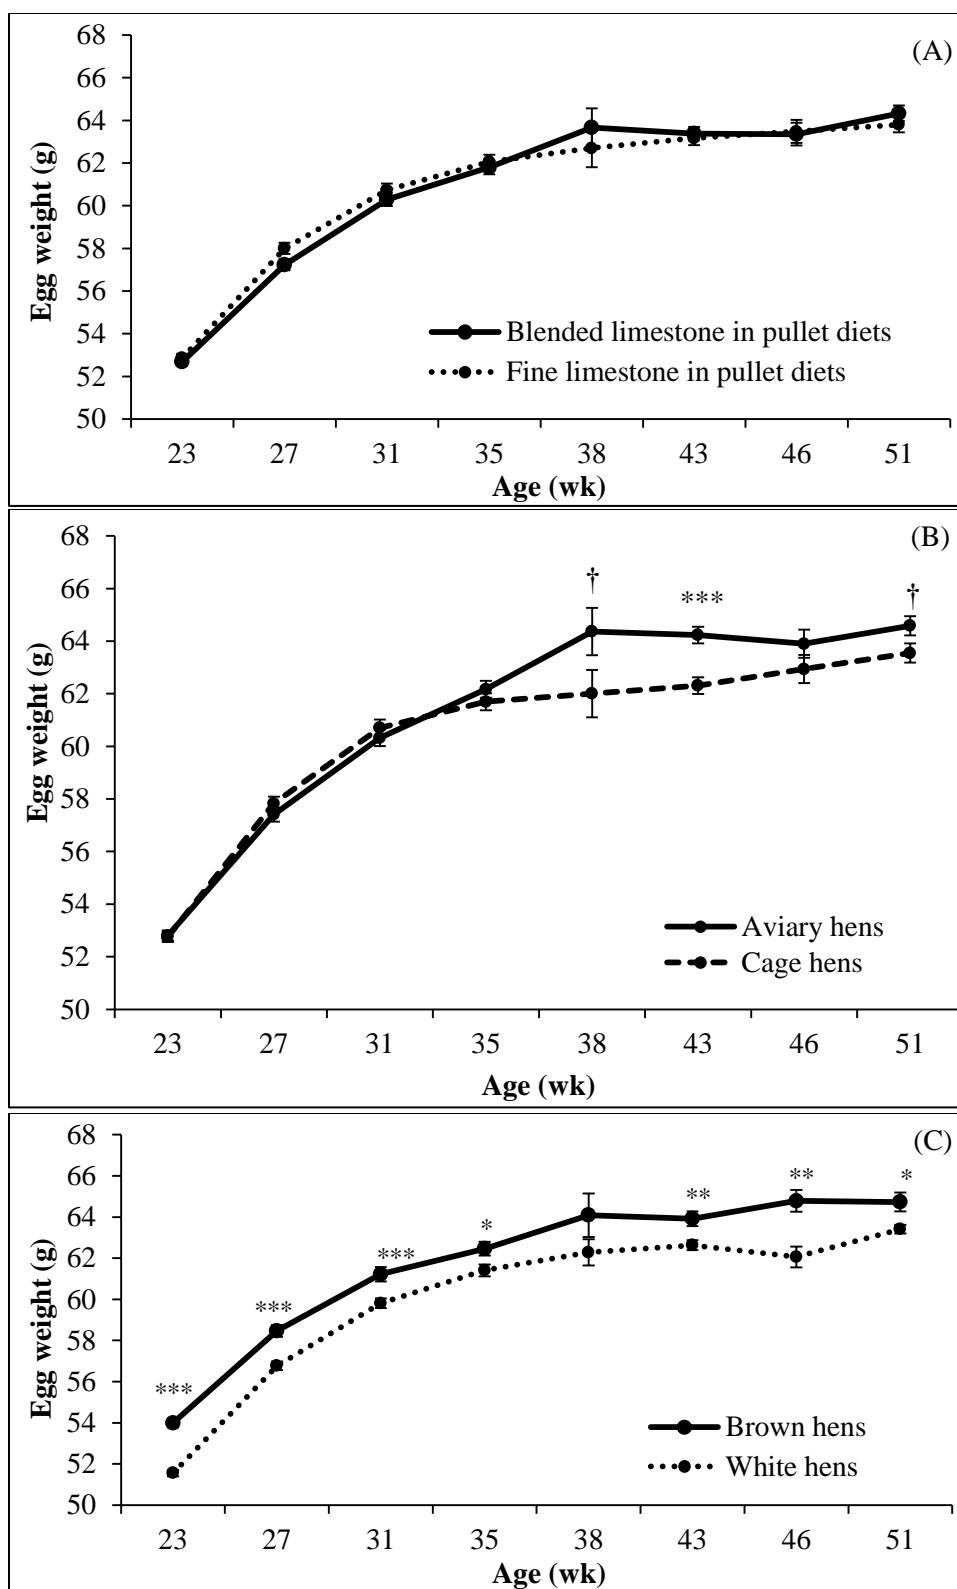 (A)
68
66
64
62
60
58
56
54
52
50
Egg weight (g)
Blended limestone in pullet diets
Fine limestone in pullet diets
23 27 31 35 38 43 46 51
Age (wk)
(B)
68
66
64
62
60
58
56
54
52
50
Egg weight (g)
† *** †
Aviary hens
Cage hens
23 27 31 35 38 43 46 51
Age (wk)
(C)
68
66
64
62
60
58
56
54
52
50
Egg weight (g)
*** *** *** * ** ** *
Brown hens
White hens
23 27 31 35 38 43 46 51
Age (wk)